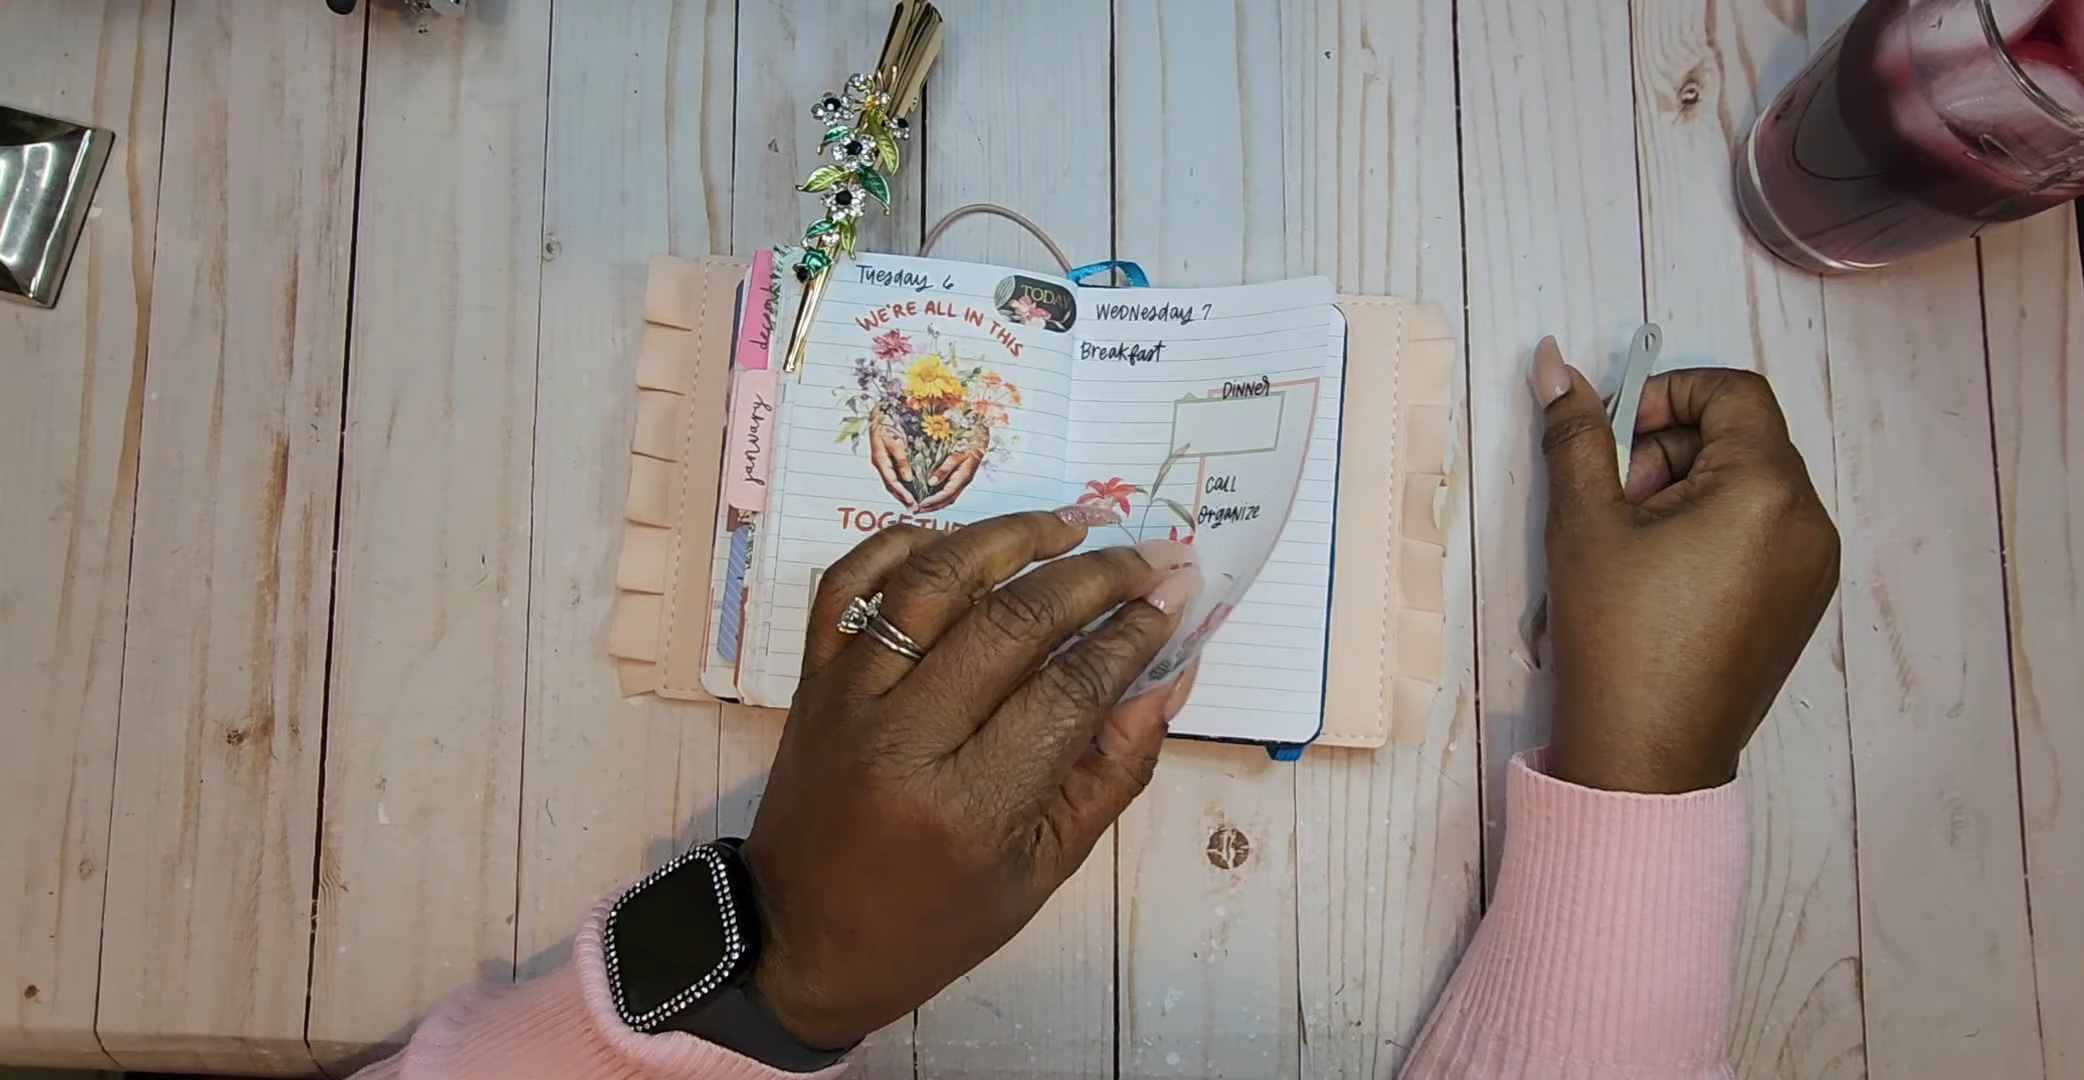 december
january
Tuesday 6
TODAY
WE'RE ALL IN THIS
Wednesday 7
Breakfast
Dinner
Call
Organize